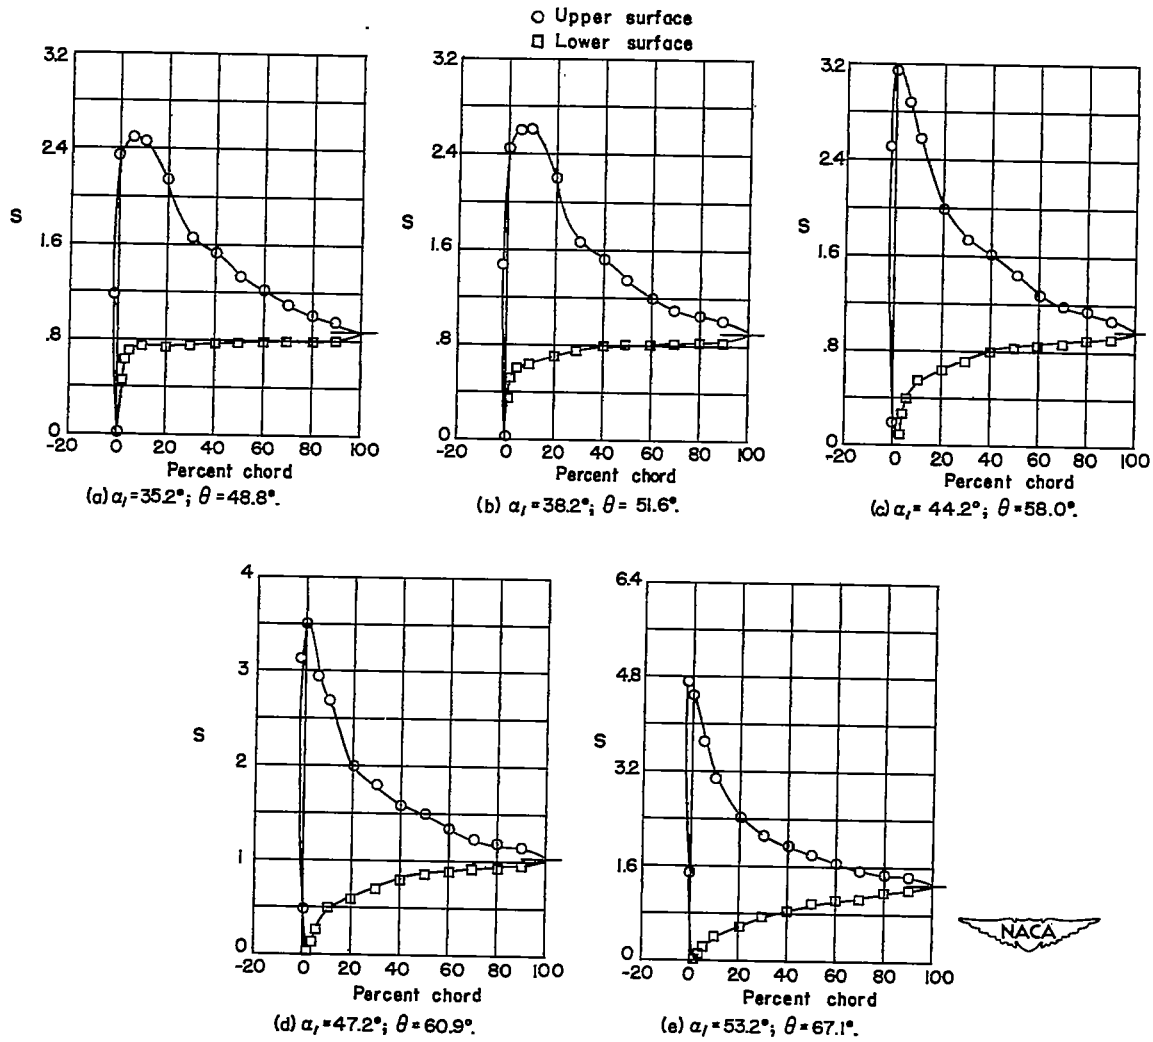 Upper surface
Lower surface
3.2
2.4
S
1.6
.8
0
-20 0 20 40 60 80 100
Percent chord
(a) α₁=35.2°; θ=48.8°.
3.2
2.4
S
1.6
.8
0
-20 0 20 40 60 80 100
Percent chord
(b) α₁=38.2°; θ= 51.6°.
3.2
2.4
S
1.6
.8
0
-20 0 20 40 60 80 100
Percent chord
(c) α₁= 44.2°; θ=58.0°.
4
3
S
2
1
0
-20 0 20 40 60 80 100
Percent chord
(d) α₁=47.2°; θ=60.9°.
6.4
4.8
S
3.2
1.6
0
-20 0 20 40 60 80 100
Percent chord
(e) α₁=53.2°; θ=67.1°.
NACA